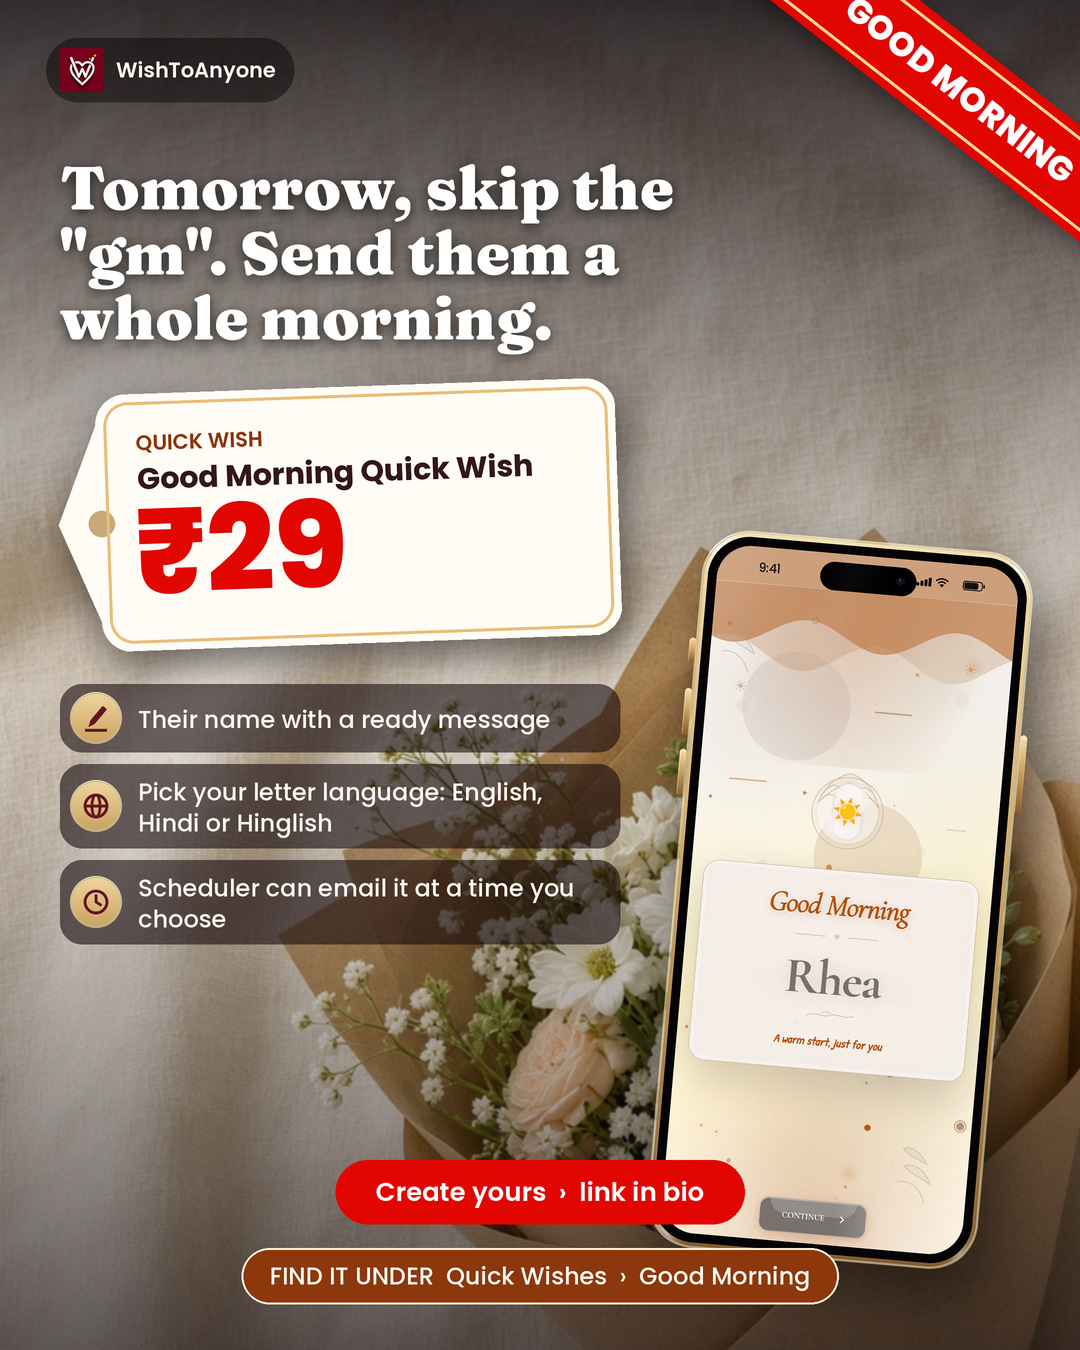 WishToAnyone
GOOD MORNING
Tomorrow, skip the
"gm". Send them a
whole morning.
QUICK WISH
Good Morning Quick Wish
₹29
Their name with a ready message
Pick your letter language: English,
Hindi or Hinglish
Scheduler can email it at a time you
choose
9:41
Good Morning
Rhea
A warm start, just for you
CONTINUE ›
Create yours › link in bio
FIND IT UNDER Quick Wishes › Good Morning